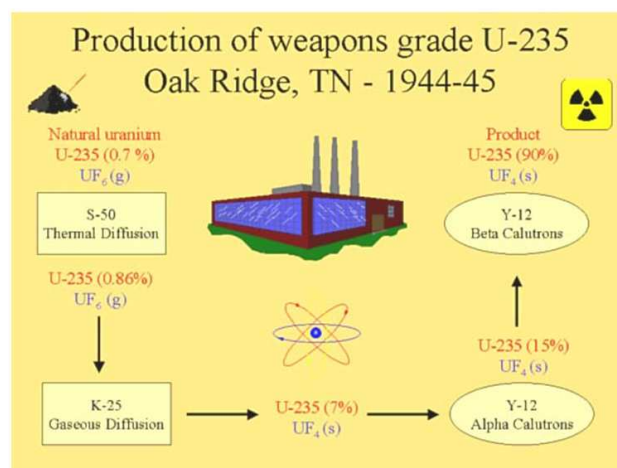 Production of weapons grade U-235
Oak Ridge, TN - 1944-45
Natural uranium
U-235 (0.7 %)
UF₆ (g)
S-50
Thermal Diffusion
U-235 (0.86%)
UF₆ (g)
K-25
Gaseous Diffusion
U-235 (7%)
UF₄ (s)
Y-12
Alpha Calutrons
U-235 (15%)
UF₄ (s)
Y-12
Beta Calutrons
Product
U-235 (90%)
UF₄ (s)